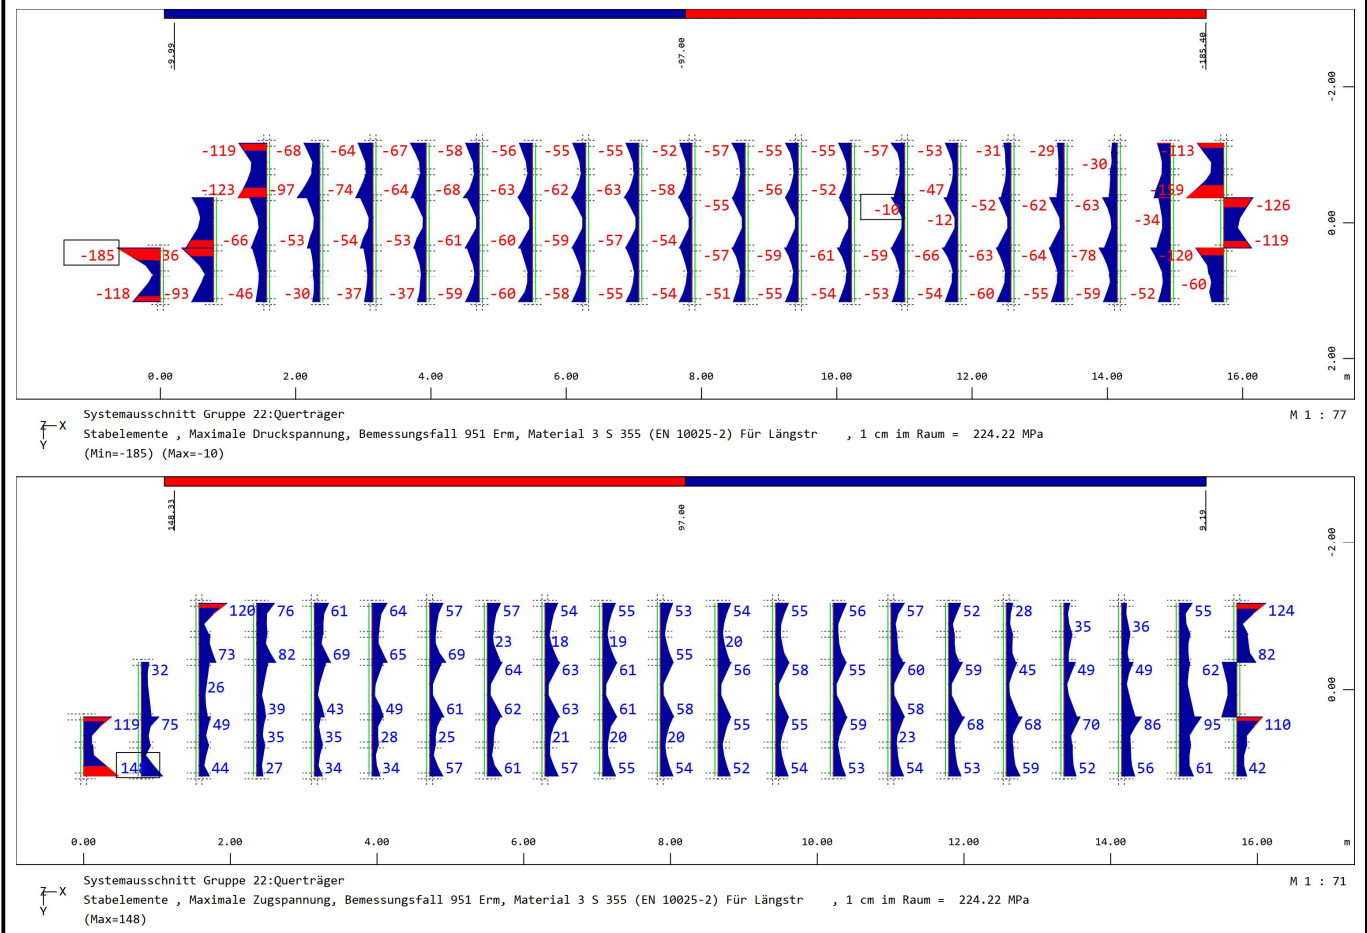 -9.99 -97.00 -185.40
-2.00
-119 -68 -64 -67 -58 -56 -55 -55 -52 -57 -55 -55 -57 -53 -31 -29 -30 -113
-123 -97 -74 -64 -68 -63 -62 -63 -58 -55 -56 -52 -10 -47 -52 -62 -63 -159 -126
-12 -34 0.00
-185 36 -66 -53 -54 -53 -61 -60 -59 -57 -54 -57 -59 -61 -59 -66 -63 -64 -78 -120 -119
-118 -93 -46 -30 -37 -37 -59 -60 -58 -55 -54 -51 -55 -54 -53 -54 -60 -55 -59 -52 -60
2.00
0.00 2.00 4.00 6.00 8.00 10.00 12.00 14.00 16.00 m
Z X Systemausschnitt Gruppe 22:Querträger M 1 : 77
Y Stabelemente , Maximale Druckspannung, Bemessungsfall 951 Erm, Material 3 S 355 (EN 10025-2) Für Längstr , 1 cm im Raum = 224.22 MPa
(Min=-185) (Max=-10)
148.33 97.00 9.19
-2.00
120 76 61 64 57 57 54 55 53 54 55 56 57 52 28 35 36 55 124
23 18 19 20
73 82 69 65 69 55 82
32 26 64 63 61 56 58 55 60 59 45 49 49 62
0.00
39 43 49 61 62 63 61 58 58
119 75 49 55 55 59 68 68 70 86 95 110
35 35 28 25 21 20 20 23
148 44 27 34 34 57 61 57 55 54 52 54 53 54 53 59 52 56 61 42
0.00 2.00 4.00 6.00 8.00 10.00 12.00 14.00 16.00 m
Z X Systemausschnitt Gruppe 22:Querträger M 1 : 71
Y Stabelemente , Maximale Zugspannung, Bemessungsfall 951 Erm, Material 3 S 355 (EN 10025-2) Für Längstr , 1 cm im Raum = 224.22 MPa
(Max=148)